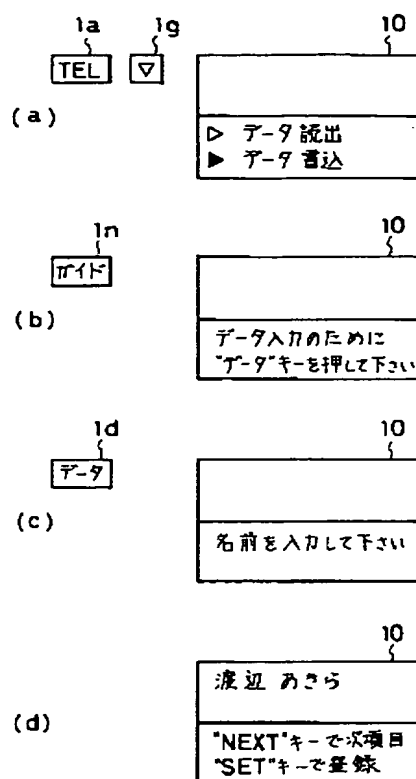 1a 1g 10
TEL ▽
(a)
▷ データ読出
▶ データ書込
1n 10
ガイド
(b)
データ入力のために
"データ"キーを押して下さい
1d 10
データ
(c)
名前を入力して下さい
10
渡辺 あきら
(d)
"NEXT"キーで次項目
"SET"キーで登録